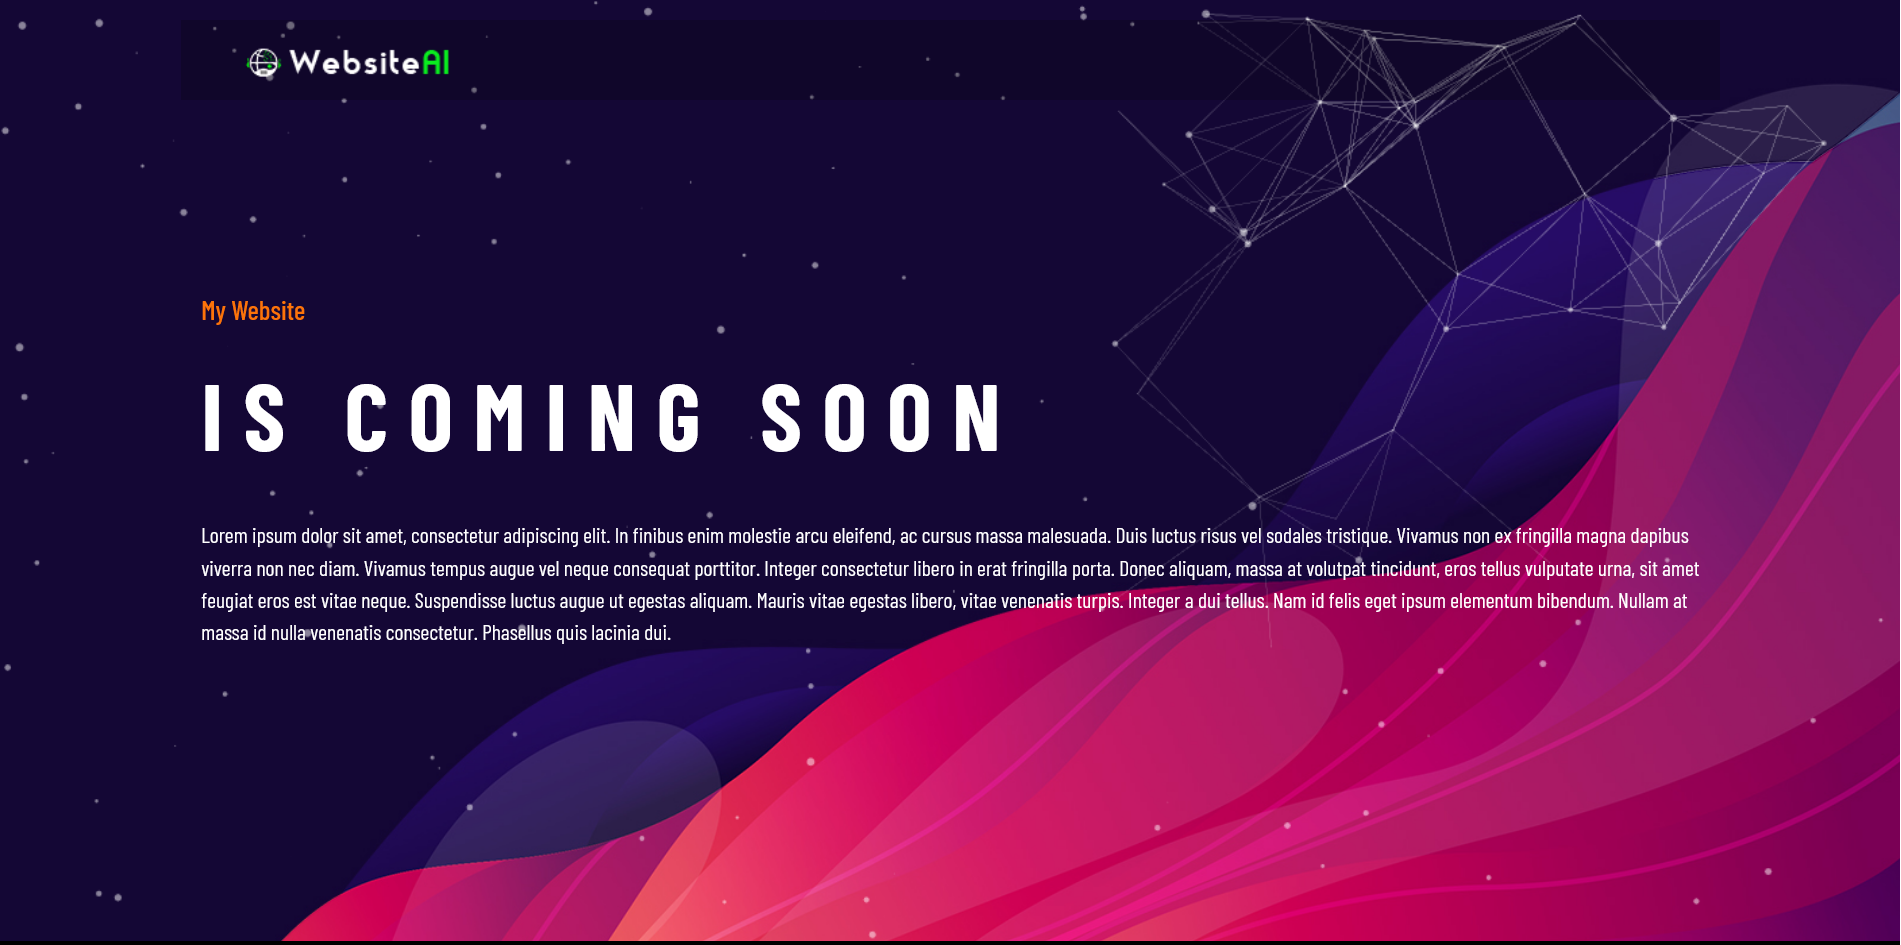 WebsiteAI
My Website
IS COMING SOON
Lorem ipsum dolor sit amet, consectetur adipiscing elit. In finibus enim molestie arcu eleifend, ac cursus massa malesuada. Duis luctus risus vel sodales tristique. Vivamus non ex fringilla magna dapibus
viverra non nec diam. Vivamus tempus augue vel neque consequat porttitor. Integer consectetur libero in erat fringilla porta. Donec aliquam, massa at volutpat tincidunt, eros tellus vulputate urna, sit amet
feugiat eros est vitae neque. Suspendisse luctus augue ut egestas aliquam. Mauris vitae egestas libero, vitae venenatis turpis. Integer a dui tellus. Nam id felis eget ipsum elementum bibendum. Nullam at
massa id nulla venenatis consectetur. Phasellus quis lacinia dui.